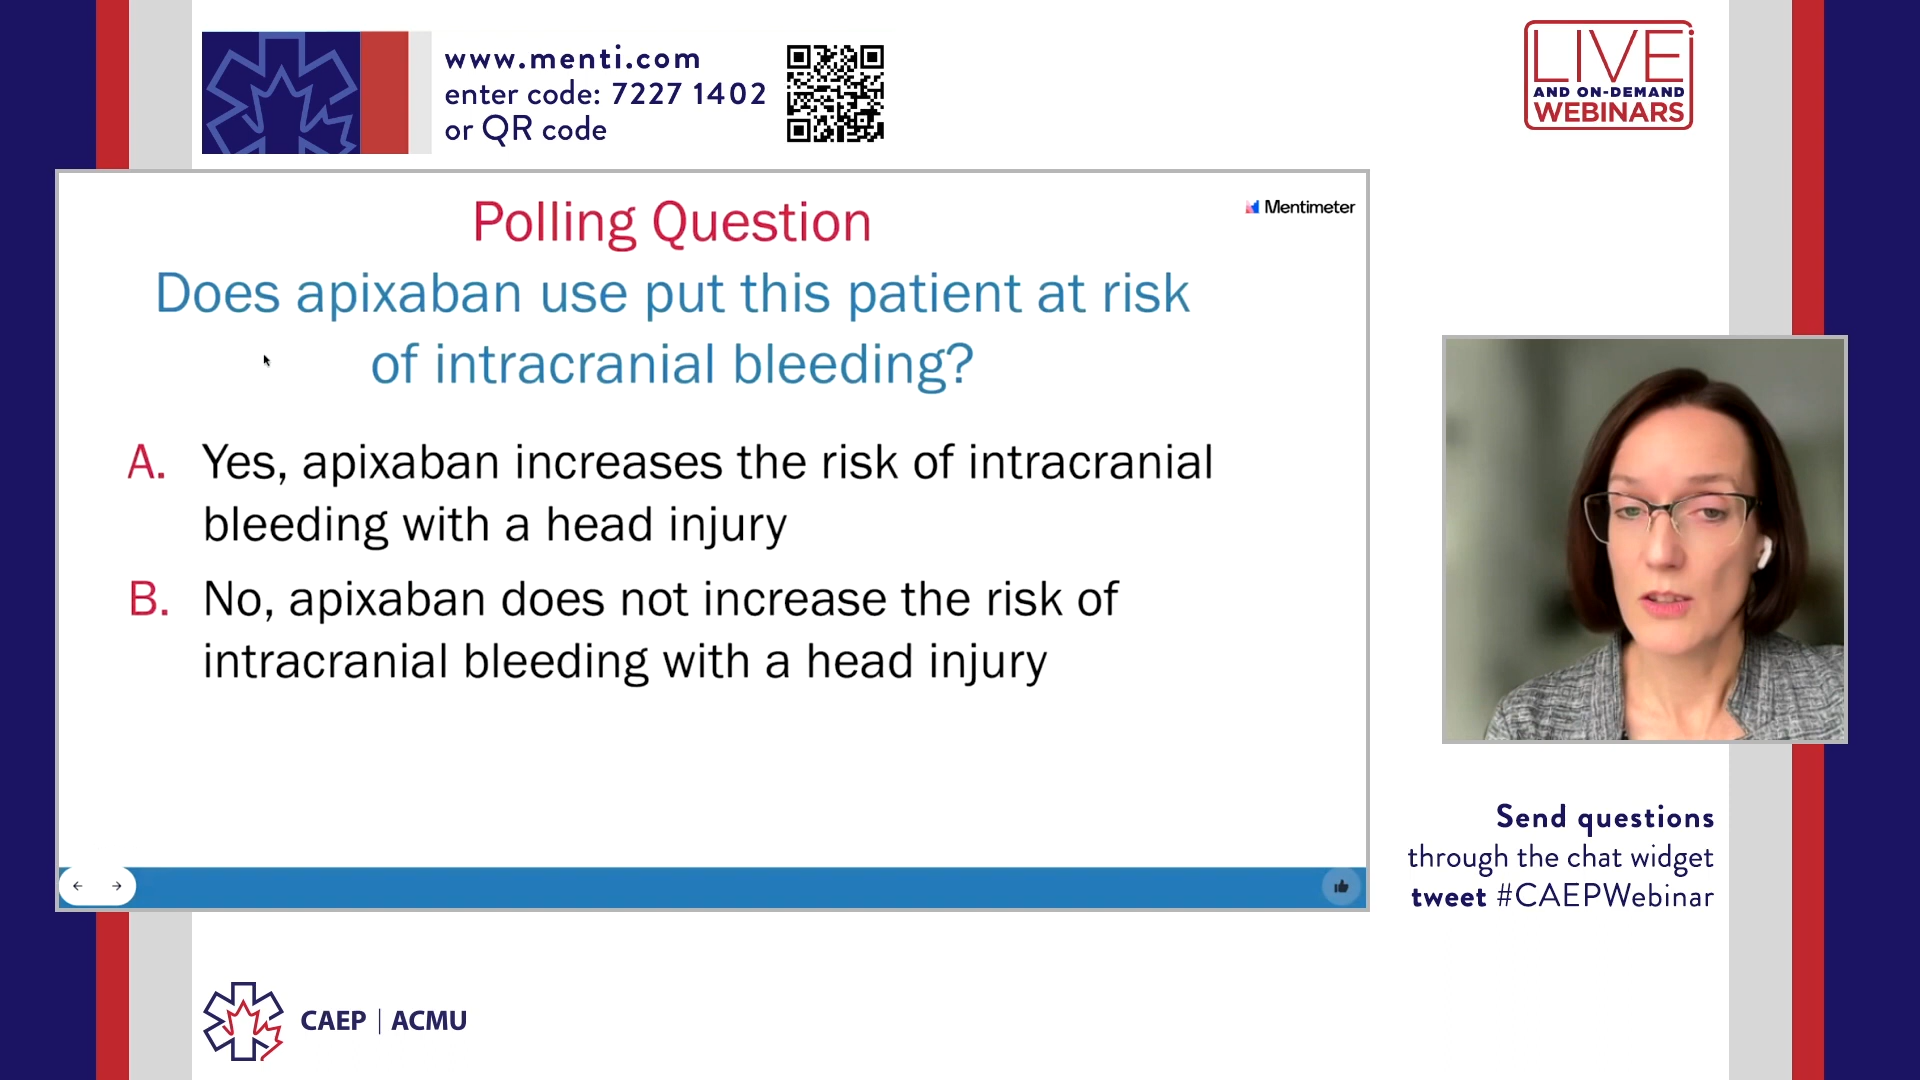 www.menti.com
enter code: 7227 1402
or QR code
LIVE
AND ON-DEMAND
WEBINARS
Mentimeter
Polling Question
Does apixaban use put this patient at risk
of intracranial bleeding?
A. Yes, apixaban increases the risk of intracranial
bleeding with a head injury
B. No, apixaban does not increase the risk of
intracranial bleeding with a head injury
Send questions
through the chat widget
tweet #CAEPWebinar
CAEP | ACMU